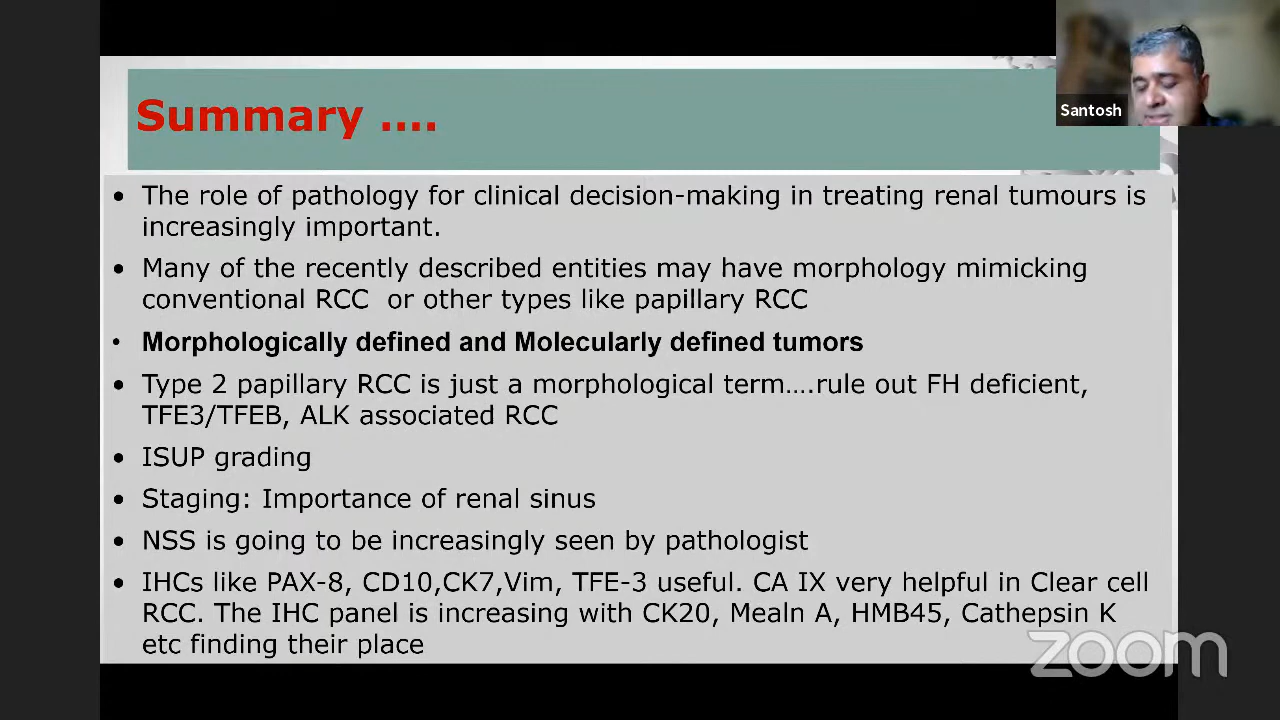 Santosh
Summary ....
• The role of pathology for clinical decision-making in treating renal tumours is
increasingly important.
• Many of the recently described entities may have morphology mimicking
conventional RCC or other types like papillary RCC
• Morphologically defined and Molecularly defined tumors
• Type 2 papillary RCC is just a morphological term....rule out FH deficient,
TFE3/TFEB, ALK associated RCC
• ISUP grading
• Staging: Importance of renal sinus
• NSS is going to be increasingly seen by pathologist
• IHCs like PAX-8, CD10,CK7,Vim, TFE-3 useful. CA IX very helpful in Clear cell
RCC. The IHC panel is increasing with CK20, Mealn A, HMB45, Cathepsin K
etc finding their place
zoom